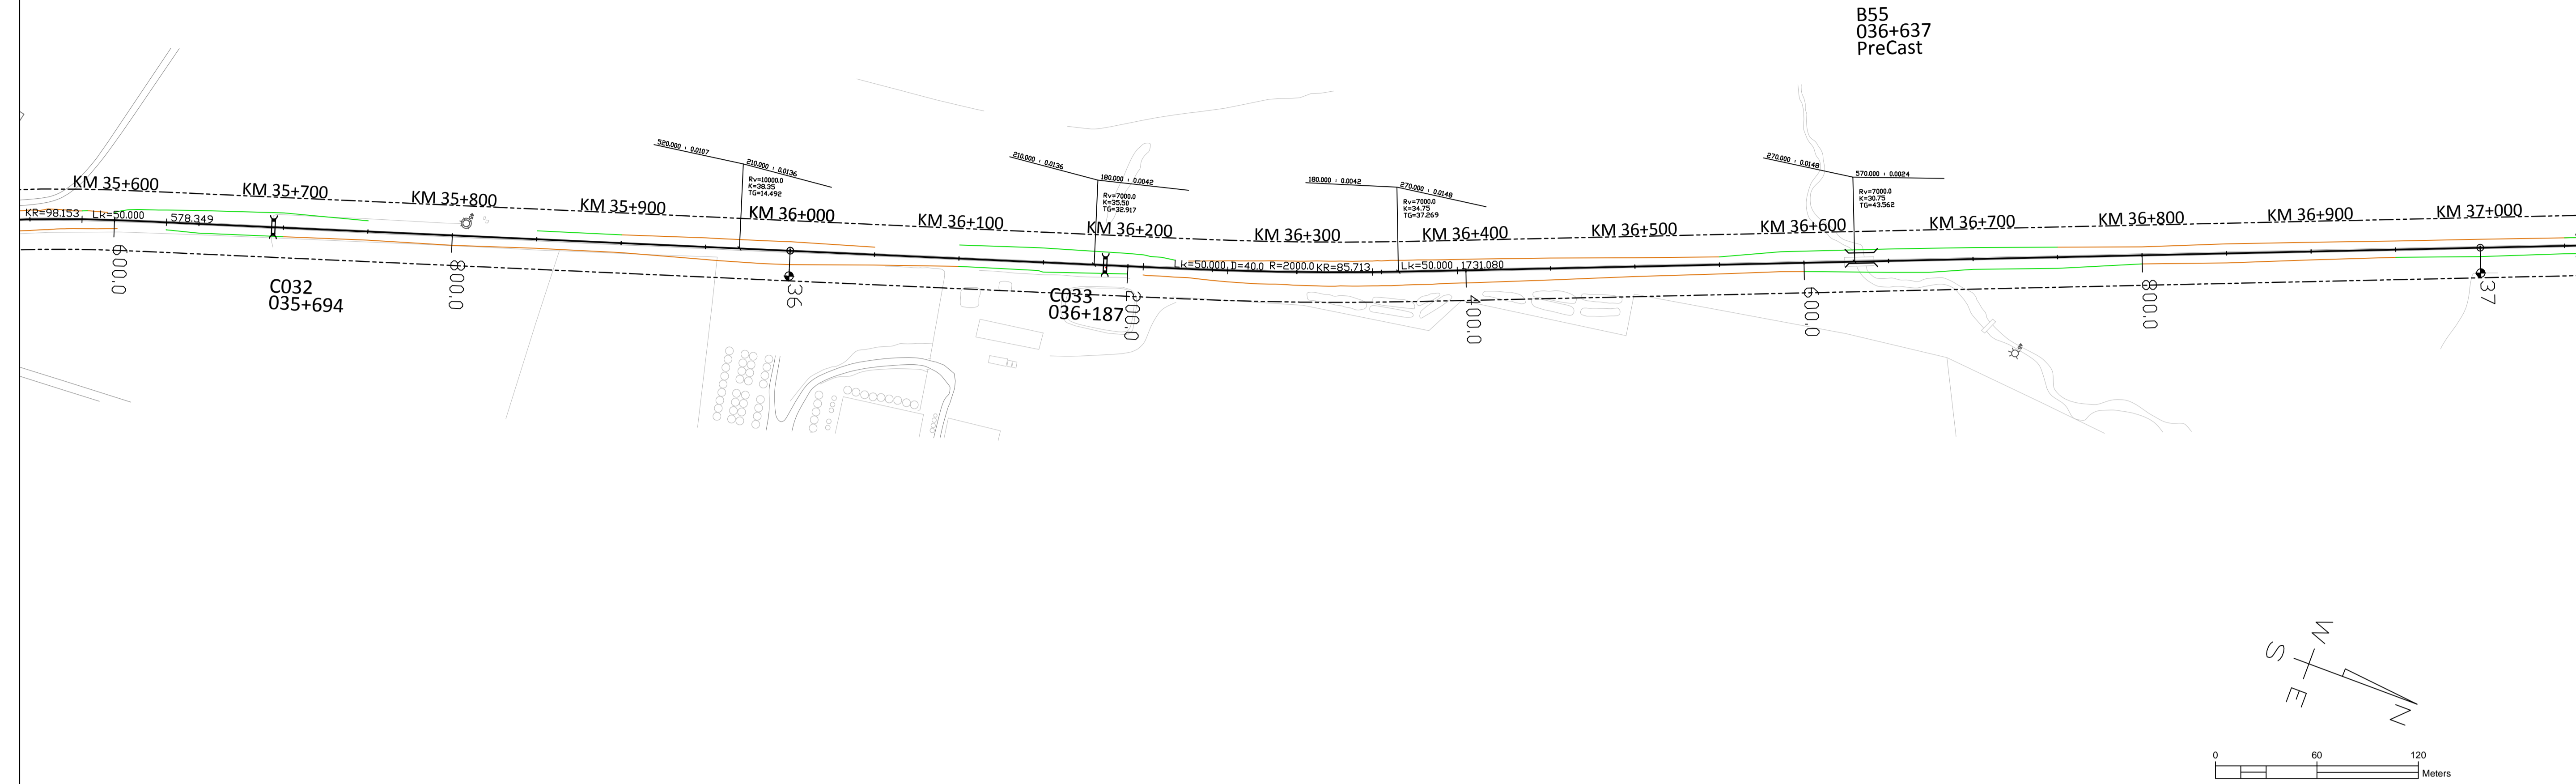 B55
036+637
PreCast
520.000 : 0.0107
210.000 : 0.0136
Rv=10000.0
K=38.35
TG=14.492
210.000 : 0.0136
180.000 : 0.0042
Rv=7000.0
K=35.50
TG=32.917
180.000 : 0.0042
270.000 : 0.0148
Rv=7000.0
K=34.75
TG=37.269
270.000 : 0.0148
570.000 : 0.0024
Rv=7000.0
K=30.75
TG=43.562
KM 35+600
KM 35+700
KM 35+800
KM 35+900
KM 36+000
KM 36+100
KM 36+200
KM 36+300
KM 36+400
KM 36+500
KM 36+600
KM 36+700
KM 36+800
KM 36+900
KM 37+000
KR=98.153
Lk=50.000
578.349
Lk=50.000
D=40.0
R=2000.0
KR=85.713
Lk=50.000
1731.080
600.0
800.0
36
200.0
400.0
600.0
800.0
37
C032
035+694
C033
036+187
W
S
E
N
0
60
120
Meters